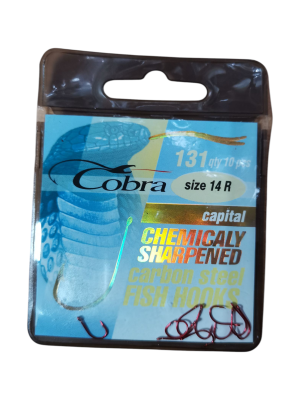 131 qty 10 pcs
Cobra
size 14 R
capital
CHEMICALY
SHARPENED
carbon steel
FISH HOOKS